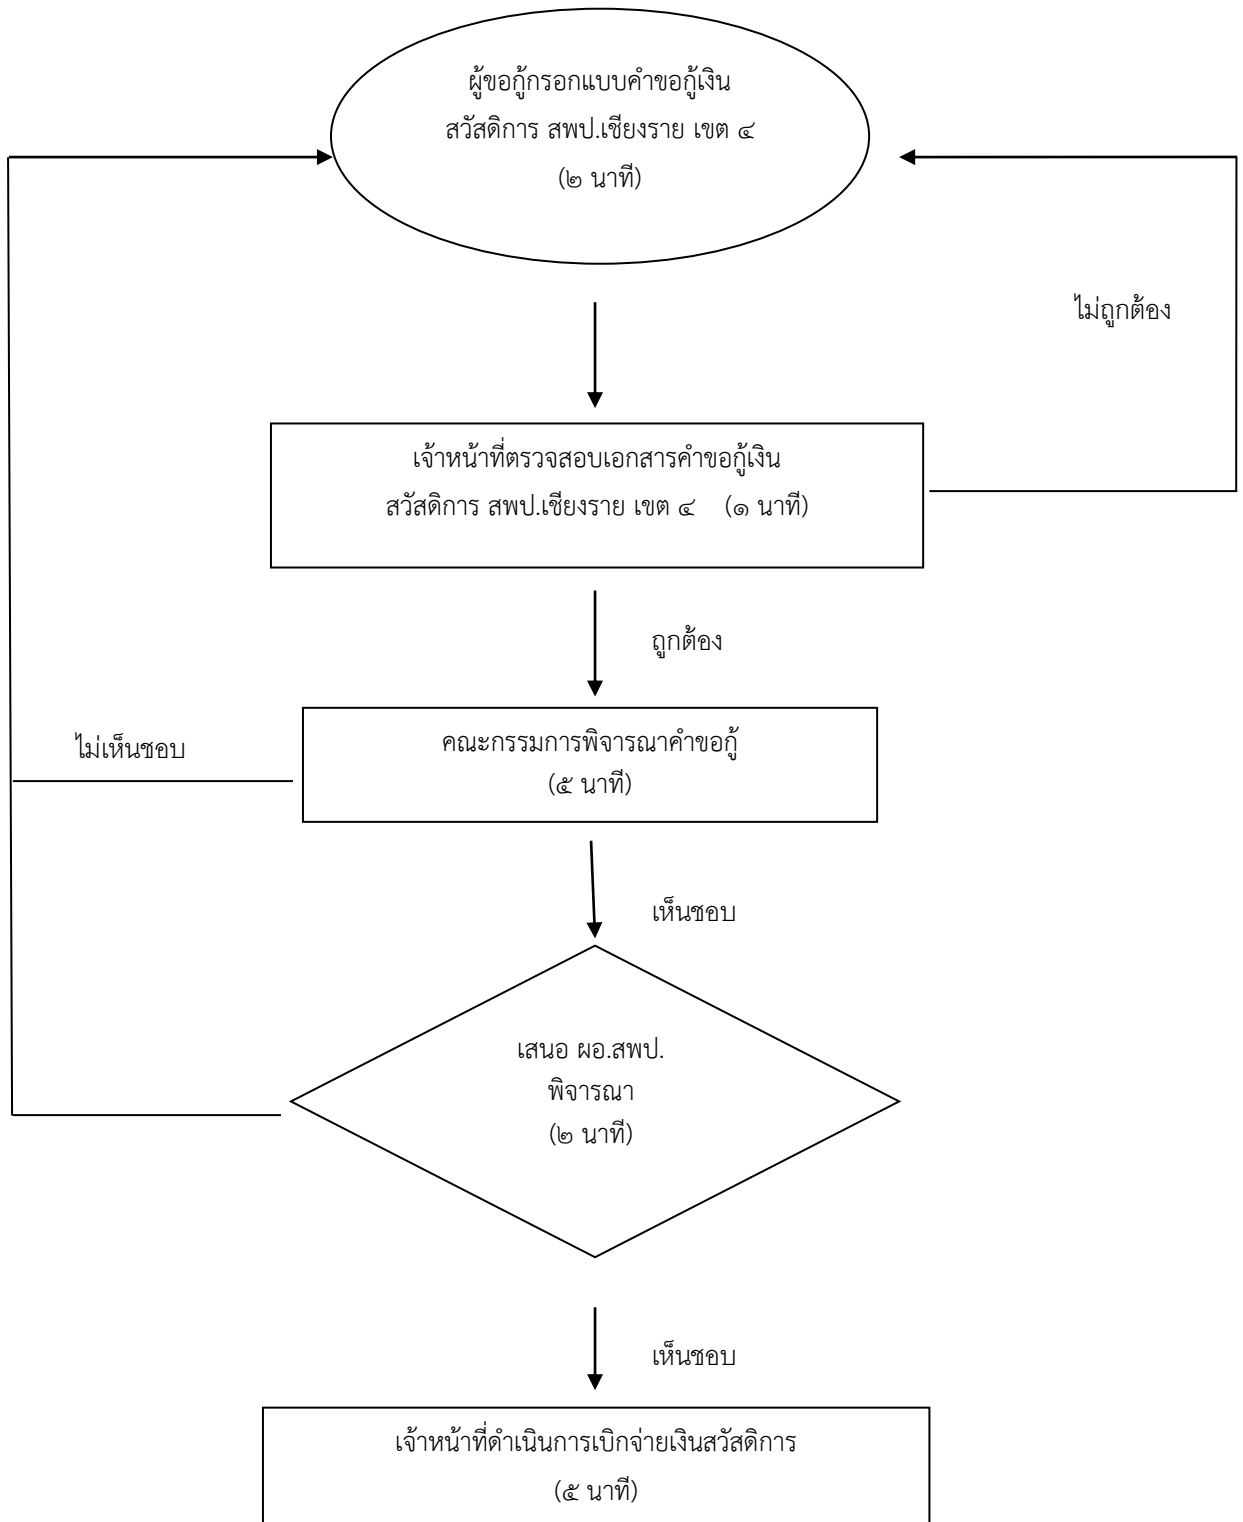 ผู้ขอกู้กรอกแบบคำขอกู้เงิน
สวัสดิการ สพป.เชียงราย เขต ๔
(๒ นาที)
ไม่ถูกต้อง
เจ้าหน้าที่ตรวจสอบเอกสารคำขอกู้เงิน
สวัสดิการ สพป.เชียงราย เขต ๔ (๑ นาที)
ถูกต้อง
ไม่เห็นชอบ
คณะกรรมการพิจารณาคำขอกู้
(๕ นาที)
เห็นชอบ
เสนอ ผอ.สพป.
พิจารณา
(๒ นาที)
เห็นชอบ
เจ้าหน้าที่ดำเนินการเบิกจ่ายเงินสวัสดิการ
(๕ นาที)